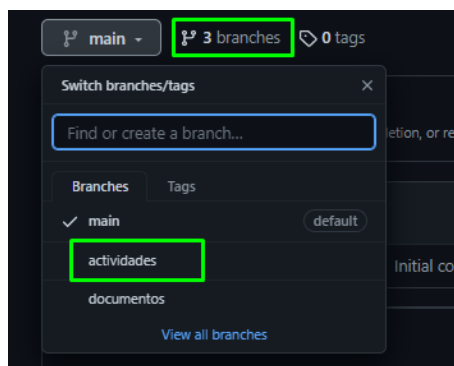 main 3 branches 0 tags
Switch branches/tags
Find or create a branch...
etion, or re
Branches Tags
main default
actividades
Initial co
documentos
View all branches